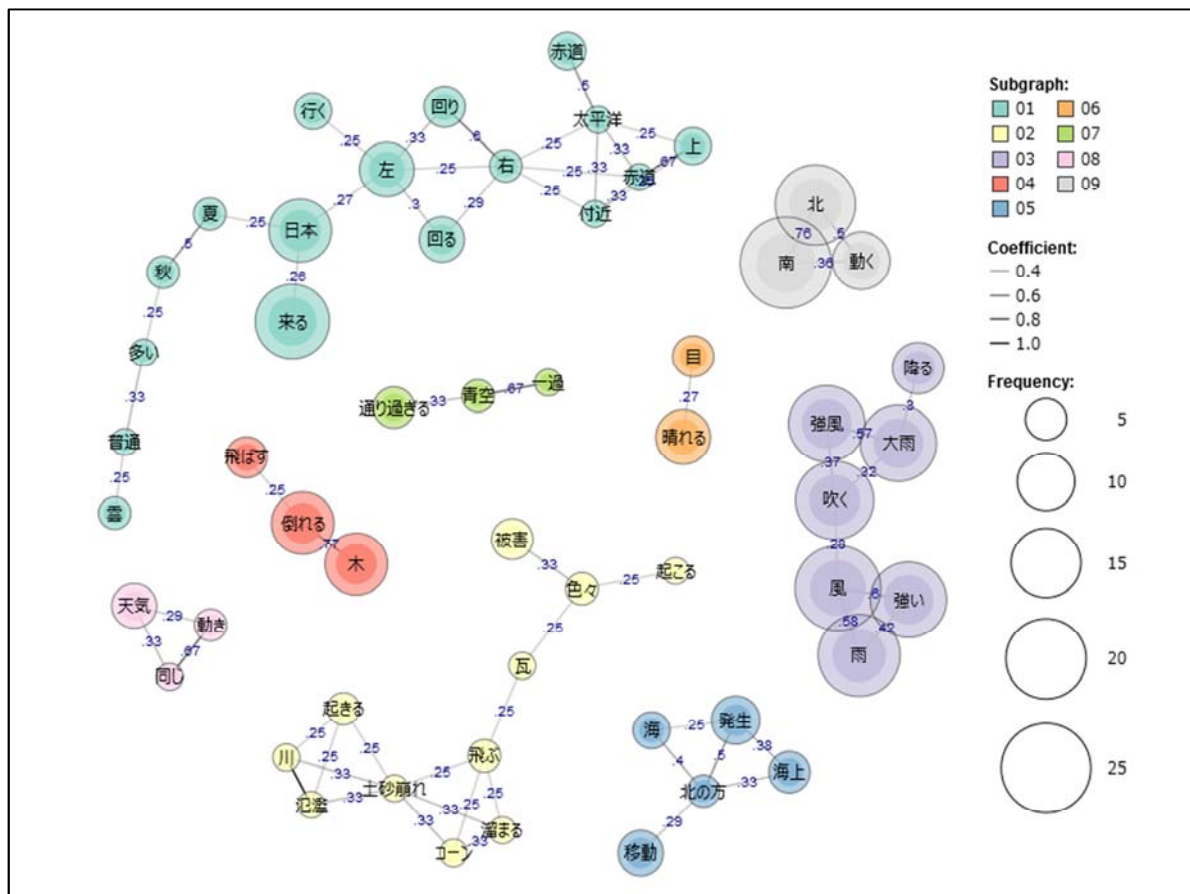 赤道
.5
行く
回り
太平洋
.25
.33
.6
.25
.25
.33
上
左
.25
右
.25
赤道
.67
.33
.27
.3
.29
.25
.33
付近
夏
.25
日本
回る
.5
.26
秋
来る
.25
多い
.33
普通
.25
雲
北
.76
.5
南
.36
動く
通り過ぎる
.33
青空
.67
一過
目
.27
晴れる
飛ばす
.25
倒れる
.77
木
降る
.3
強風
.57
大雨
.37
.32
吹く
.28
風
.6
強い
.58
.42
雨
天気
.29
動き
.33
.67
同じ
被害
.33
色々
.25
起こる
.25
瓦
.25
起きる
.25
.25
.25
川
.33
飛ぶ
.25
土砂崩れ
.25
.25
氾濫
.33
.33
溜まる
.33
.33
コーン
海
.25
発生
.4
.5
.38
海上
北の方
.33
.29
移動
Subgraph:
01 06
02 07
03 08
04 09
05
Coefficient:
0.4
0.6
0.8
1.0
Frequency:
5
10
15
20
25